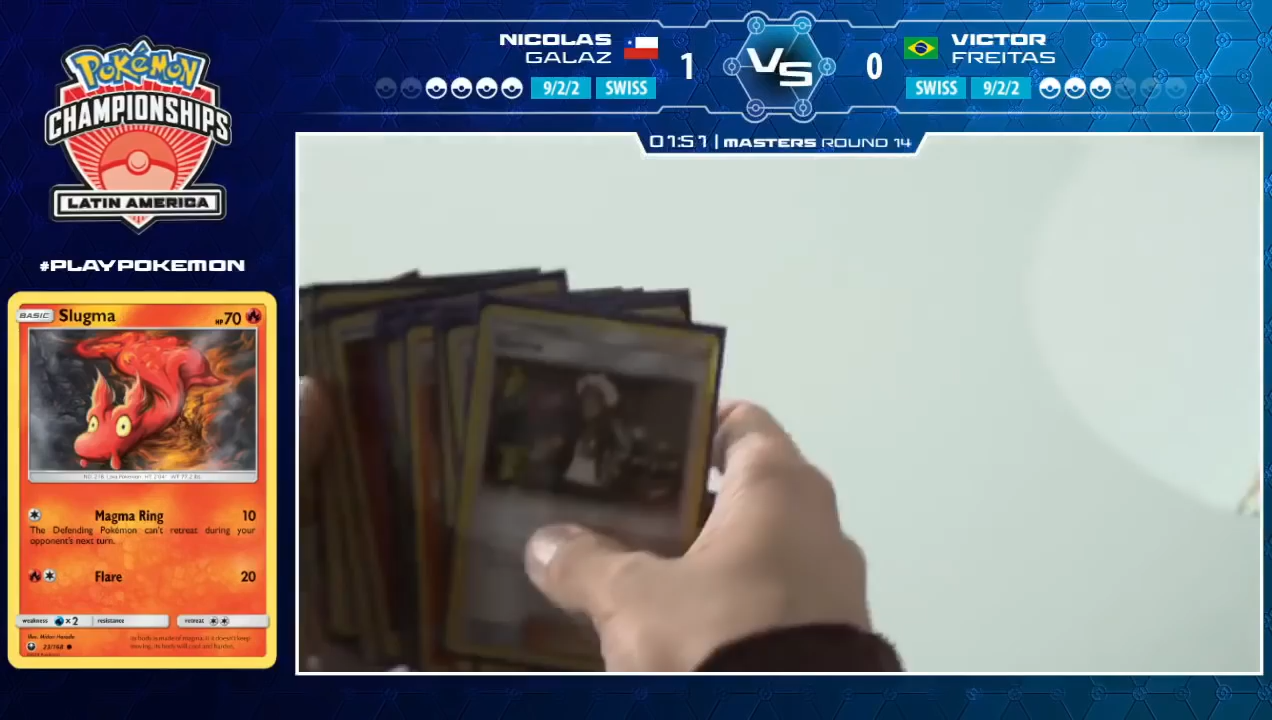 Pokémon
CHAMPIONSHIPS
LATIN AMERICA
#PLAYPOKEMON
NICOLAS
GALAZ
1
VS
0
VICTOR
FREITAS
9/2/2
SWISS
SWISS
9/2/2
01:51 | MASTERS ROUND 14
BASIC Slugma HP70
Magma Ring 10
The Defending Pokémon can't retreat during your
opponent's next turn.
Flare 20
weakness ×2 resistance retreat
23/168